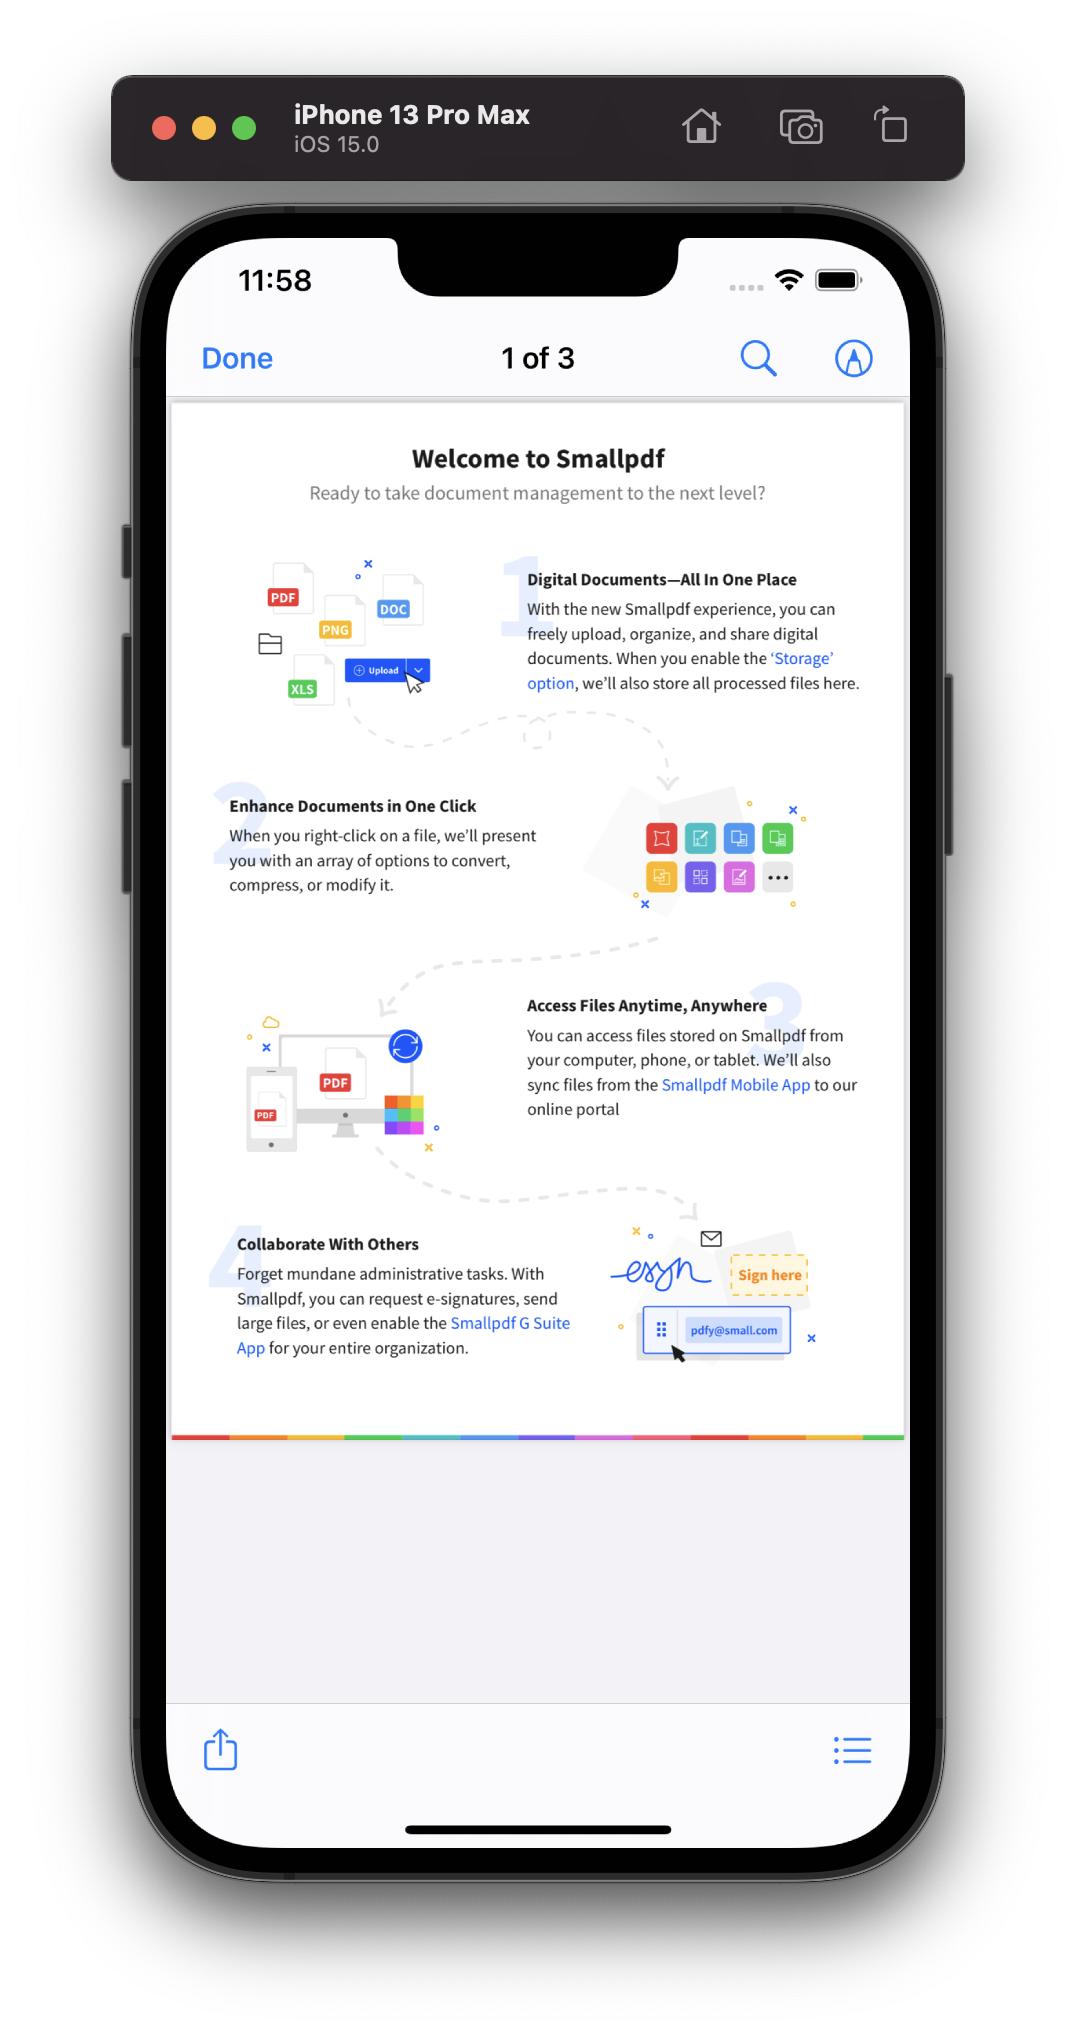 iPhone 13 Pro Max
iOS 15.0
11:58
Done
1 of 3
Welcome to Smallpdf
Ready to take document management to the next level?
PDF
DOC
PNG
XLS
Upload
1
Digital Documents—All In One Place
With the new Smallpdf experience, you can
freely upload, organize, and share digital
documents. When you enable the ‘Storage’
option, we’ll also store all processed files here.
2
Enhance Documents in One Click
When you right-click on a file, we’ll present
you with an array of options to convert,
compress, or modify it.
PDF
PDF
3
Access Files Anytime, Anywhere
You can access files stored on Smallpdf from
your computer, phone, or tablet. We’ll also
sync files from the Smallpdf Mobile App to our
online portal
4
Collaborate With Others
Forget mundane administrative tasks. With
Smallpdf, you can request e-signatures, send
large files, or even enable the Smallpdf G Suite
App for your entire organization.
Sign here
pdfy@small.com